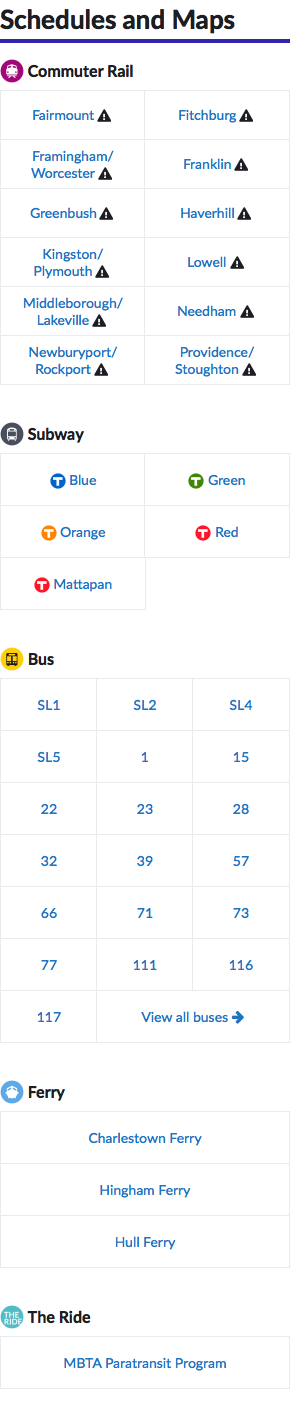 Schedules and Maps
Commuter Rail
Fairmount
Fitchburg
Framingham/
Worcester
Franklin
Greenbush
Haverhill
Kingston/
Plymouth
Lowell
Middleborough/
Lakeville
Needham
Newburyport/
Rockport
Providence/
Stoughton
Subway
T Blue
T Green
T Orange
T Red
T Mattapan
Bus
SL1
SL2
SL4
SL5
1
15
22
23
28
32
39
57
66
71
73
77
111
116
117
View all buses
Ferry
Charlestown Ferry
Hingham Ferry
Hull Ferry
THE
RIDE
The Ride
MBTA Paratransit Program